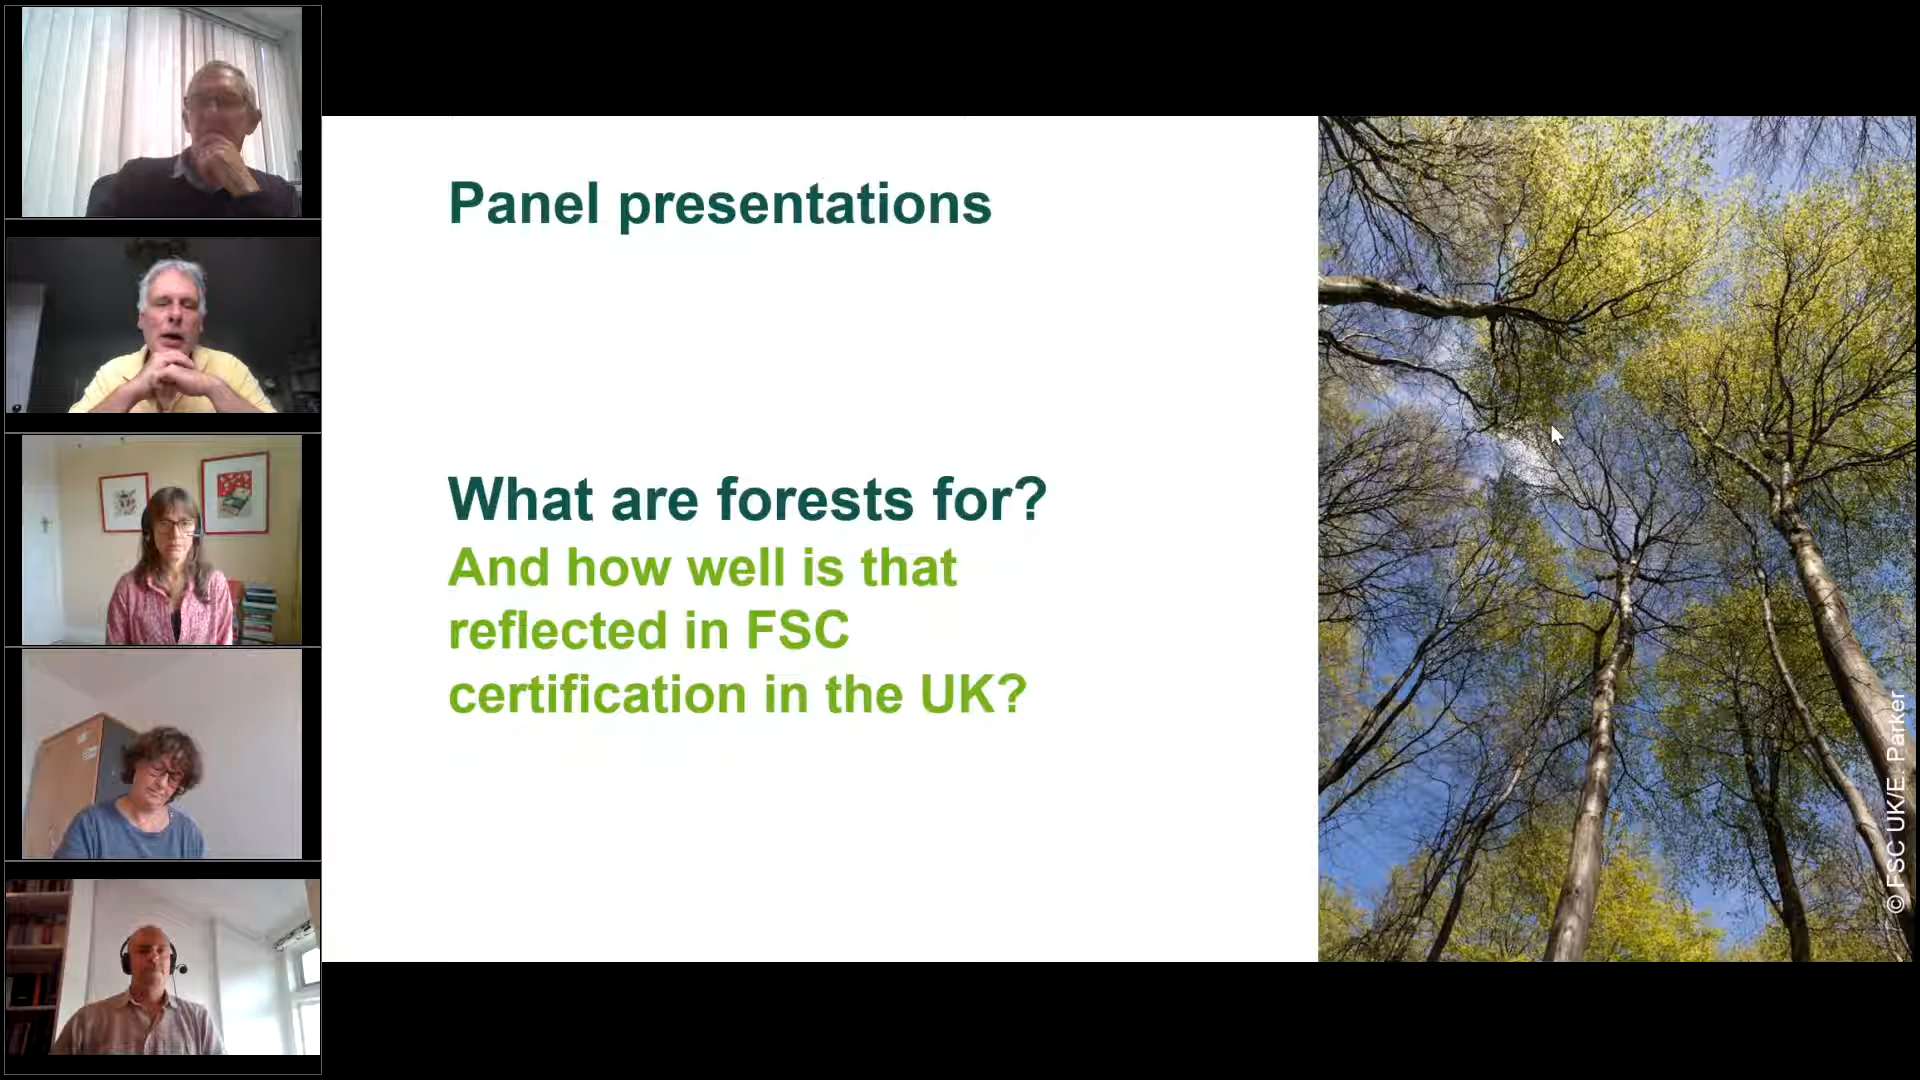 Panel presentations
What are forests for?
And how well is that
reflected in FSC
certification in the UK?
© FSC UK/E. Parker